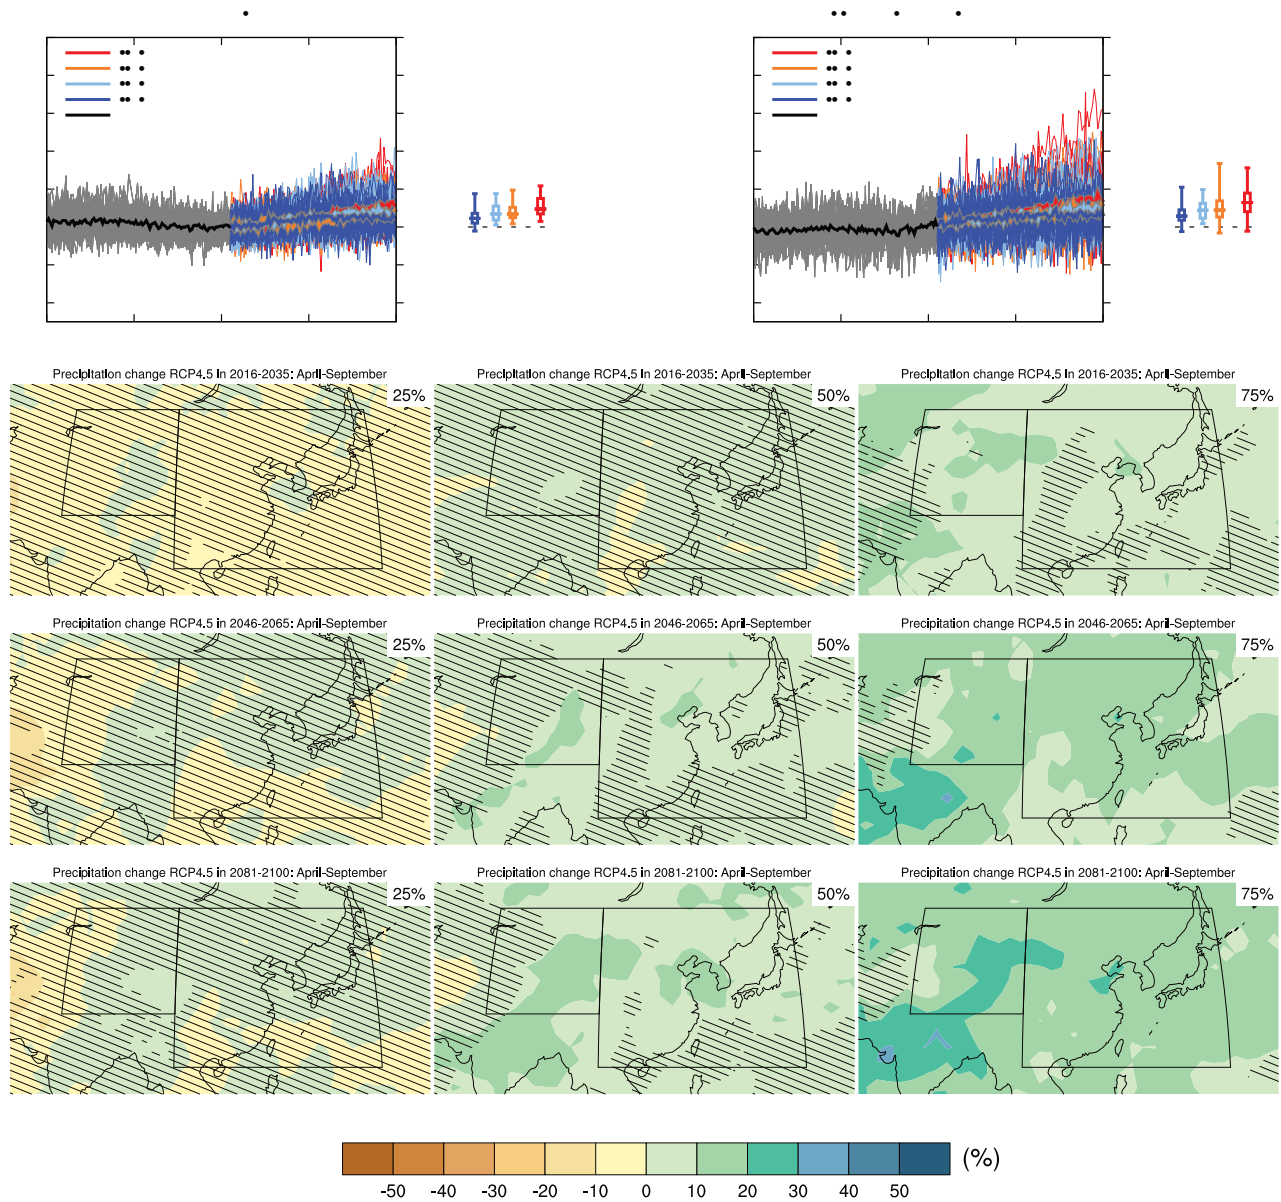 Precipitation change RCP4.5 in 2016-2035: April-September
25%
Precipitation change RCP4.5 in 2016-2035: April-September
50%
Precipitation change RCP4.5 in 2016-2035: April-September
75%
Precipitation change RCP4.5 in 2046-2065: April-September
25%
Precipitation change RCP4.5 in 2046-2065: April-September
50%
Precipitation change RCP4.5 in 2046-2065: April-September
75%
Precipitation change RCP4.5 in 2081-2100: April-September
25%
Precipitation change RCP4.5 in 2081-2100: April-September
50%
Precipitation change RCP4.5 in 2081-2100: April-September
75%
(%)
-50 -40 -30 -20 -10 0 10 20 30 40 50